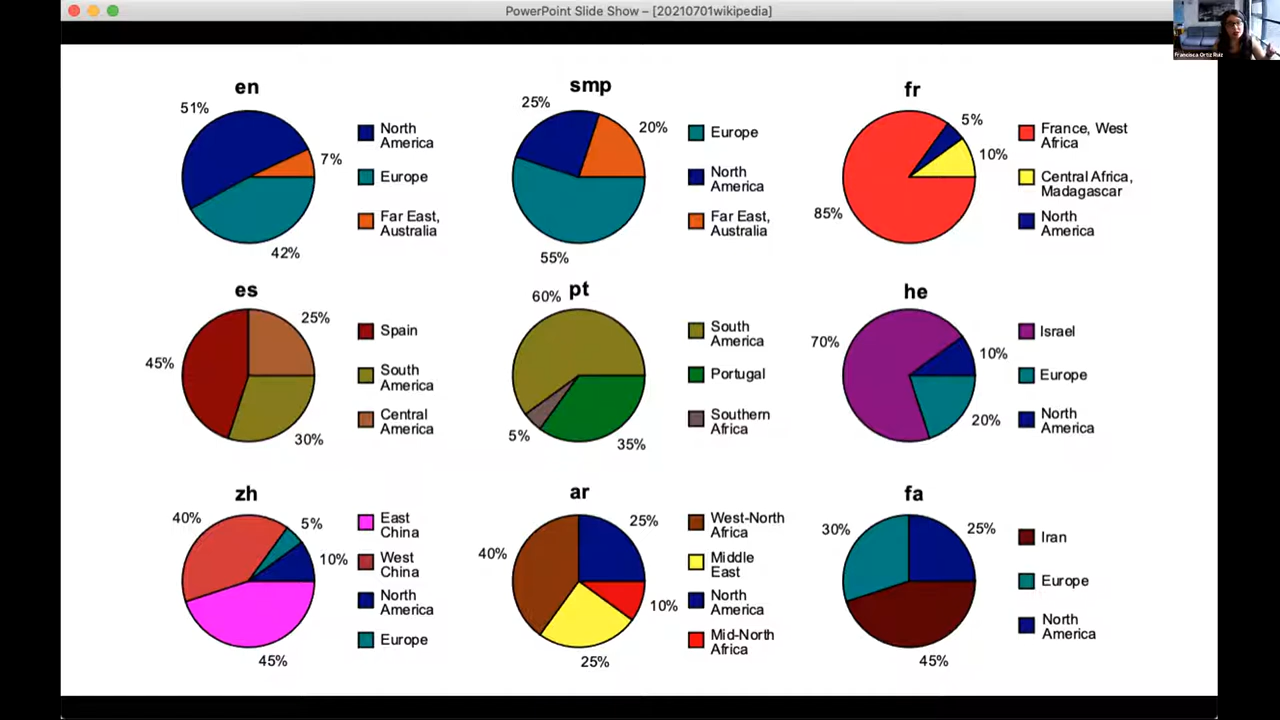 PowerPoint Slide Show – [20210701wikipedia]
Francisca Ortiz Ruiz
en
51%
7%
42%
North
America
Europe
Far East,
Australia
smp
25%
20%
55%
Europe
North
America
Far East,
Australia
fr
5%
10%
85%
France, West
Africa
Central Africa,
Madagascar
North
America
es
25%
45%
30%
Spain
South
America
Central
America
pt
60%
5%
35%
South
America
Portugal
Southern
Africa
he
70%
10%
20%
Israel
Europe
North
America
zh
40%
5%
10%
45%
East
China
West
China
North
America
Europe
ar
25%
40%
10%
25%
West-North
Africa
Middle
East
North
America
Mid-North
Africa
fa
30%
25%
45%
Iran
Europe
North
America